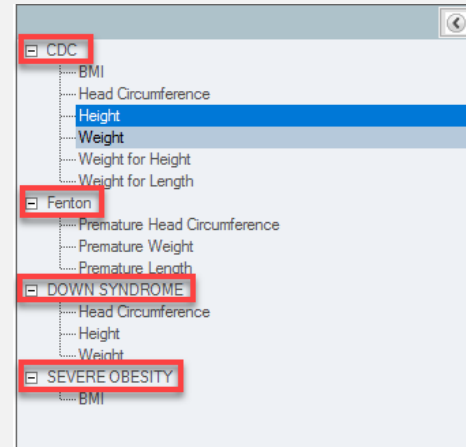 CDC
BMI
Head Circumference
Height
Weight
Weight for Height
Weight for Length
Fenton
Premature Head Circumference
Premature Weight
Premature Length
DOWN SYNDROME
Head Circumference
Height
Weight
SEVERE OBESITY
BMI